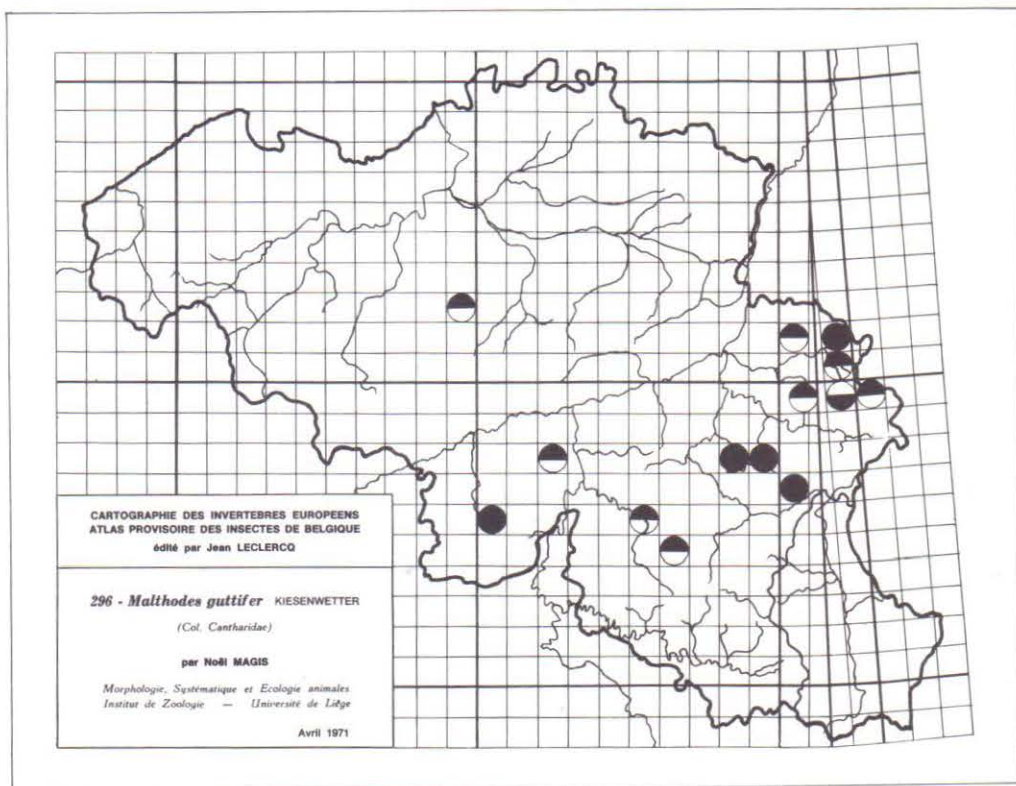 CARTOGRAPHIE DES INVERTEBRES EUROPEENS
ATLAS PROVISOIRE DES INSECTES DE BELGIQUE
édité par Jean LECLERCQ
296 - Malthodes guttifer KIESENWETTER
(Col. Cantharidae)
par Noël MAGIS
Morphologie, Systématique et Ecologie animales
Institut de Zoologie — Université de Liège
Avril 1971